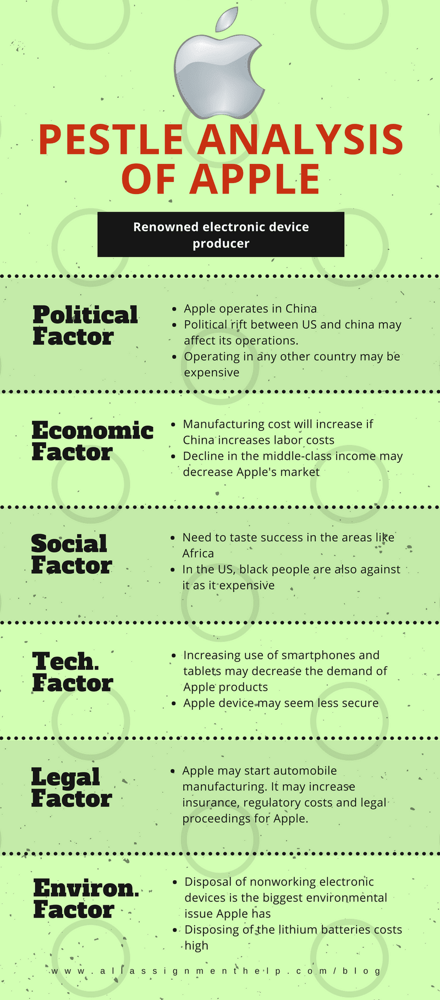 PESTLE ANALYSIS
OF APPLE
Renowned electronic device
producer
Political
Factor
• Apple operates in China
• Political rift between US and china may
affect its operations.
• Operating in any other country may be
expensive
Economic
Factor
• Manufacturing cost will increase if
China increases labor costs
• Decline in the middle-class income may
decrease Apple's market
Social
Factor
• Need to taste success in the areas like
Africa
• In the US, black people are also against
it as it expensive
Tech.
Factor
• Increasing use of smartphones and
tablets may decrease the demand of
Apple products
• Apple device may seem less secure
Legal
Factor
• Apple may start automobile
manufacturing. It may increase
insurance, regulatory costs and legal
proceedings for Apple.
Environ.
Factor
• Disposal of nonworking electronic
devices is the biggest environmental
issue Apple has
• Disposing of the lithium batteries costs
high
www.allassignmenthelp.com/blog